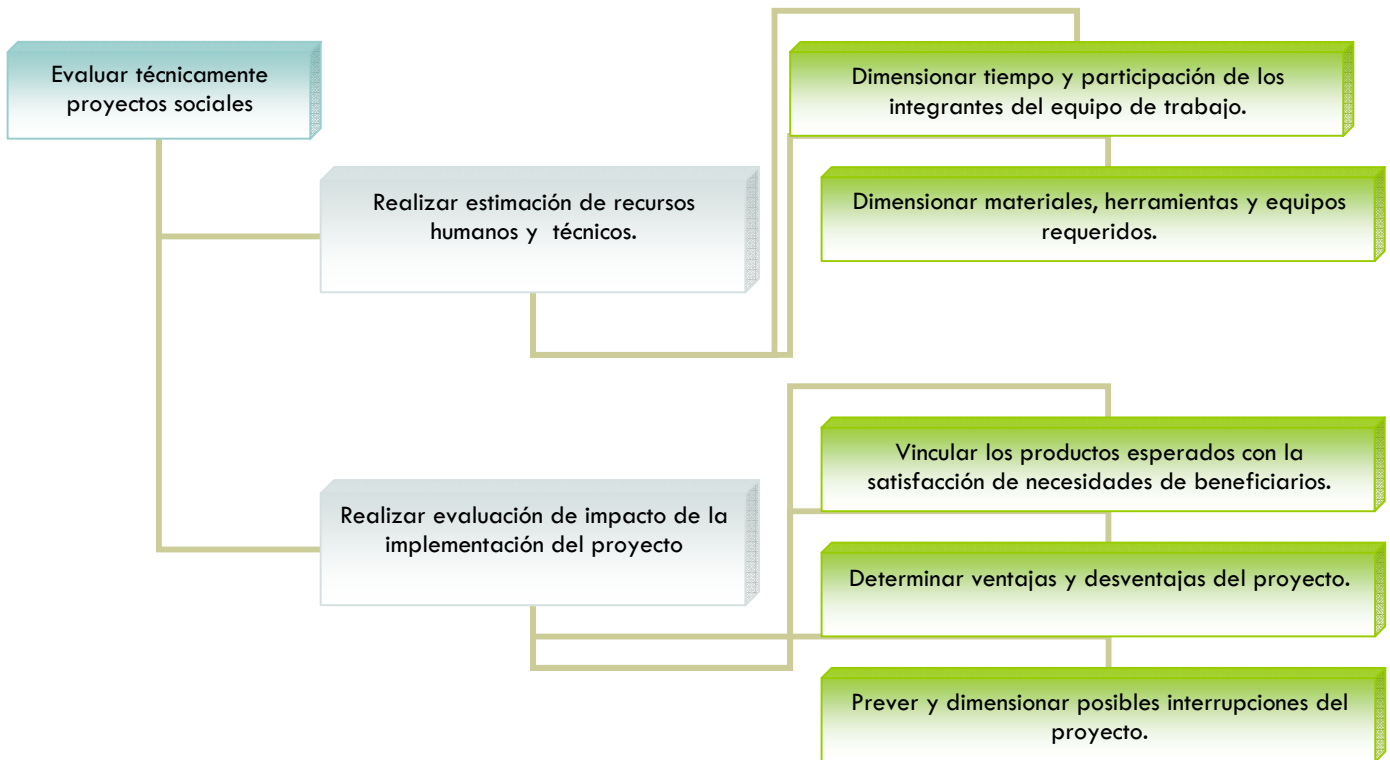 Evaluar técnicamente
proyectos sociales
Realizar estimación de recursos
humanos y  técnicos.
Dimensionar tiempo y participación de los
integrantes del equipo de trabajo.
Dimensionar materiales, herramientas y equipos
requeridos.
Realizar evaluación de impacto de la
implementación del proyecto
Vincular los productos esperados con la
satisfacción de necesidades de beneficiarios.
Determinar ventajas y desventajas del proyecto.
Prever y dimensionar posibles interrupciones del
proyecto.